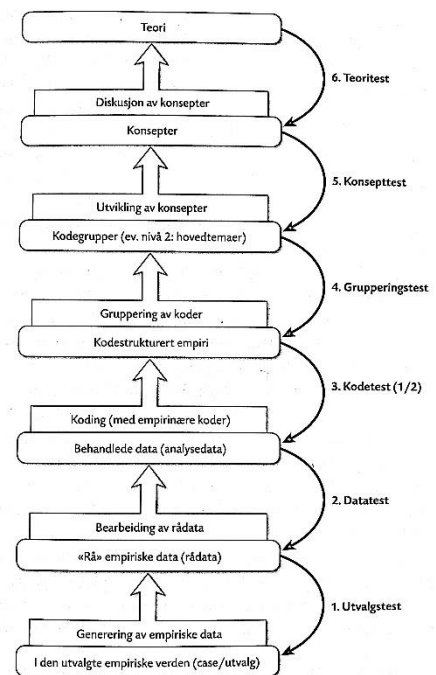 Teori
6. Teoritest
Diskusjon av konsepter
Konsepter
5. Konsepttest
Utvikling av konsepter
Kodegrupper (ev. nivå 2: hovedtemaer)
4. Grupperingstest
Gruppering av koder
Kodestrukturert empiri
3. Kodetest (1/2)
Koding (med empirinære koder)
Behandlede data (analysedata)
2. Datatest
Bearbeiding av rådata
«Rå» empiriske data (rådata)
1. Utvalgstest
Generering av empiriske data
I den utvalgte empiriske verden (case/utvalg)